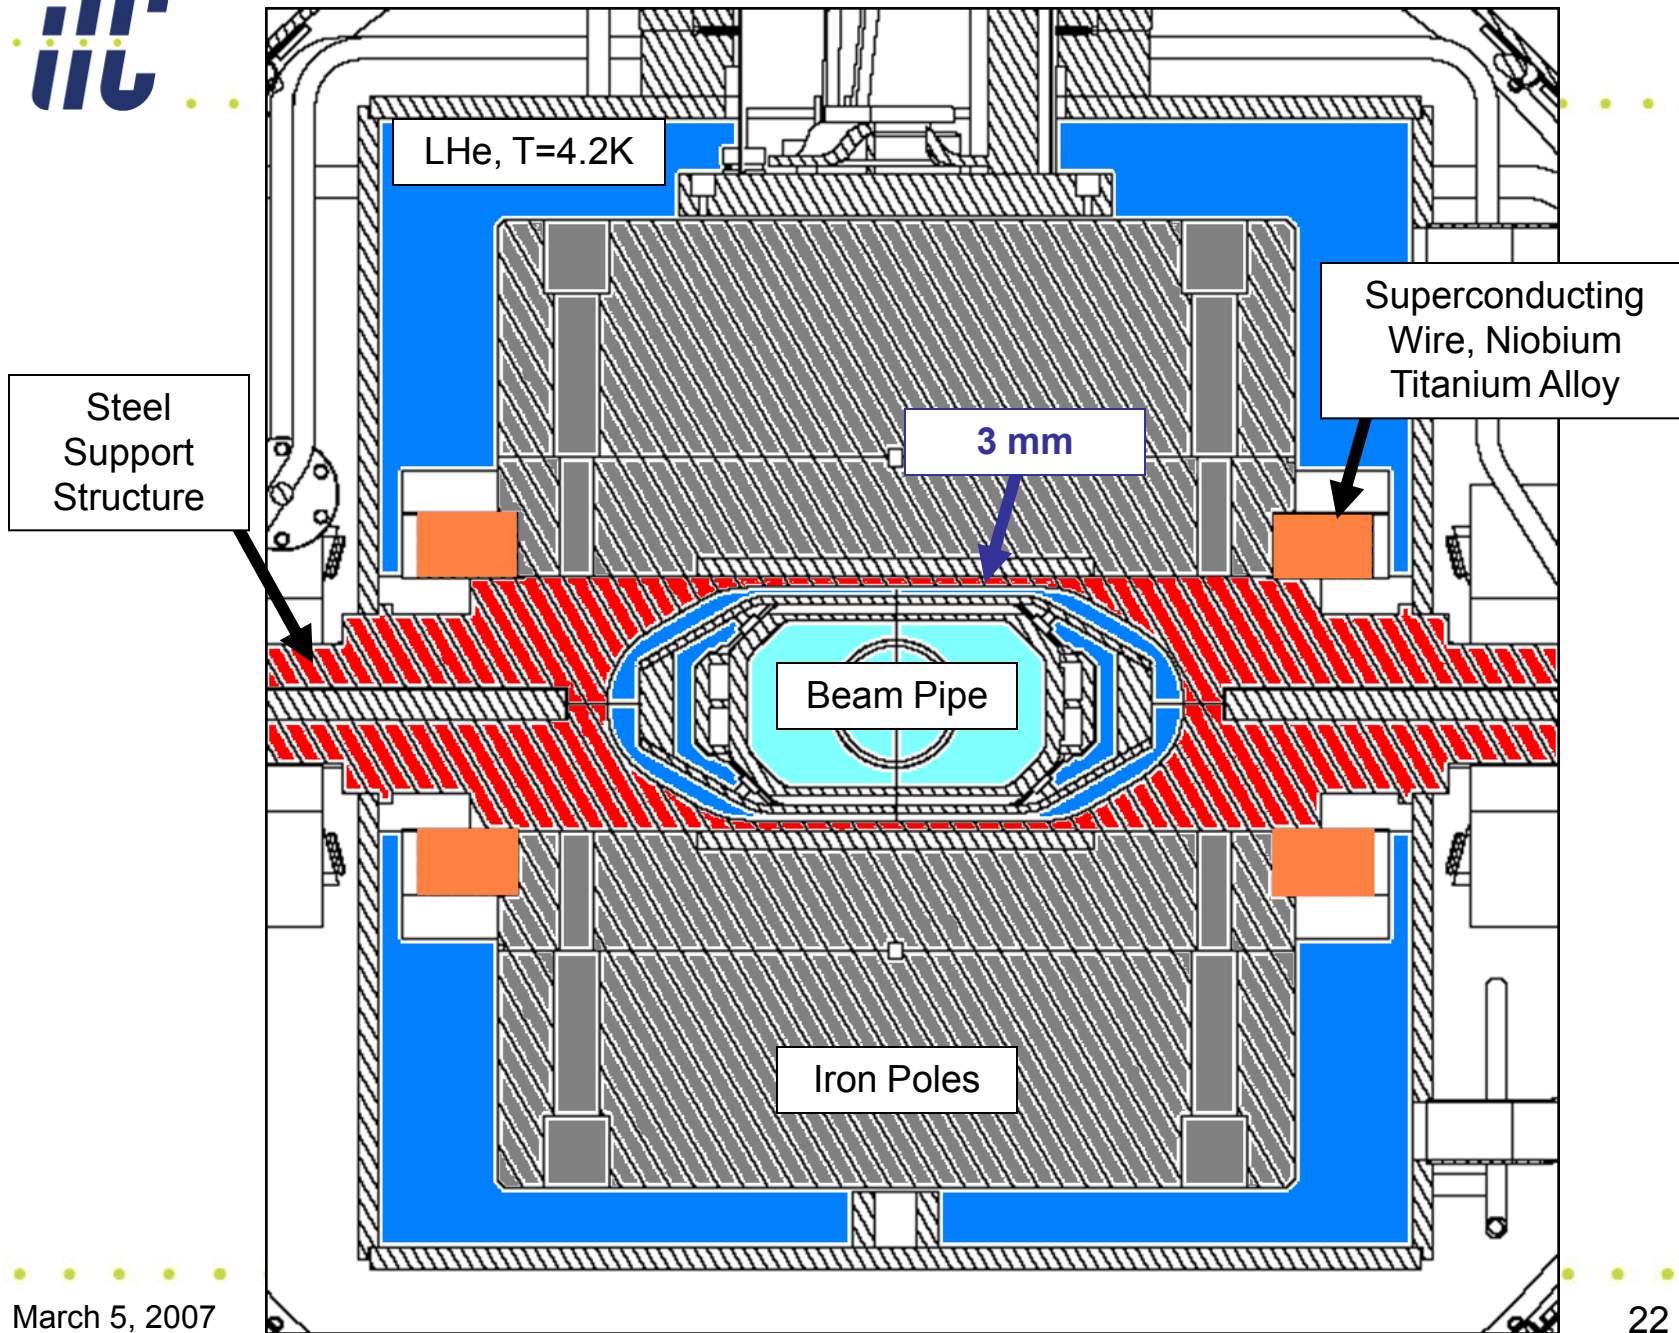 ilc
LHe, T=4.2K
Superconducting
Wire, Niobium
Titanium Alloy
Steel
Support
Structure
3 mm
Beam Pipe
Iron Poles
March 5, 2007
22